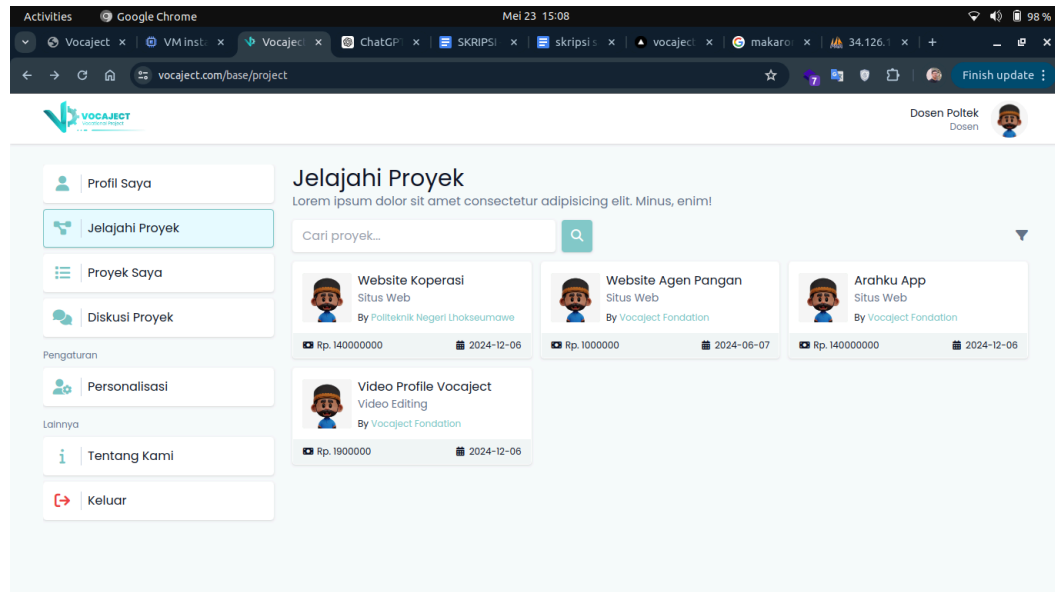 Activities Google Chrome Mei 23 15:08 98 %
Vocaject VM insta Vocaject ChatGPT SKRIPSI skripsi s vocaject makaro 34.126.1
vocaject.com/base/project 7 Finish update
VOCAJECT
Dosen Poltek
Dosen
Profil Saya
Jelajahi Proyek
Proyek Saya
Diskusi Proyek
Pengaturan
Personalisasi
Lainnya
Tentang Kami
Keluar
Jelajahi Proyek
Lorem ipsum dolor sit amet consectetur adipisicing elit. Minus, enim!
Cari proyek...
Website Koperasi
Situs Web
By Politeknik Negeri Lhokseumawe
Rp. 140000000 2024-12-06
Website Agen Pangan
Situs Web
By Vocaject Fondation
Rp. 1000000 2024-06-07
Arahku App
Situs Web
By Vocaject Fondation
Rp. 140000000 2024-12-06
Video Profile Vocaject
Video Editing
By Vocaject Fondation
Rp. 1900000 2024-12-06